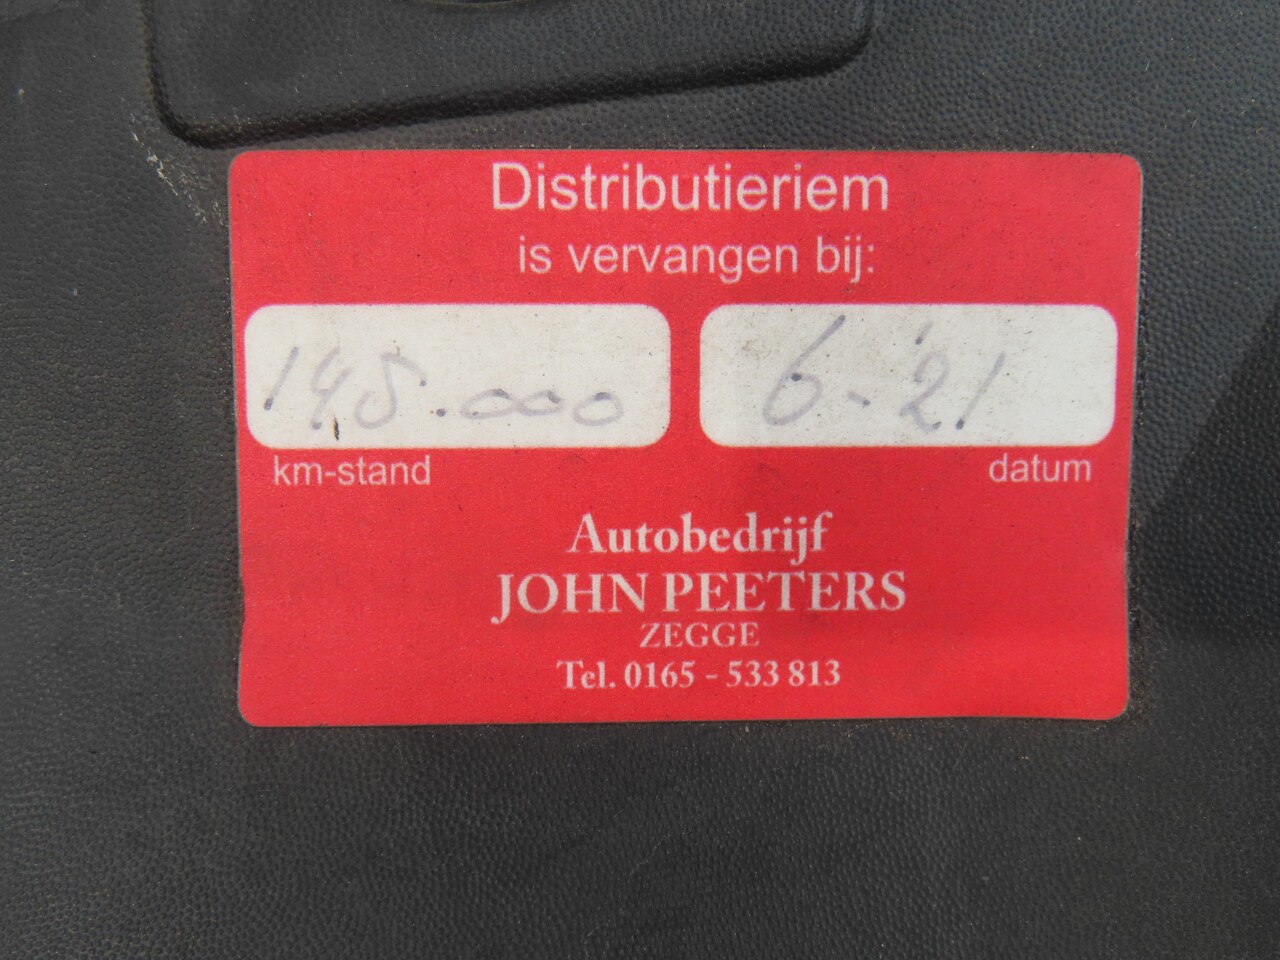 Distributieriem
is vervangen bij:
145.000 6-'21
km-stand datum
Autobedrijf
JOHN PEETERS
ZEGGE
Tel. 0165 - 533 813